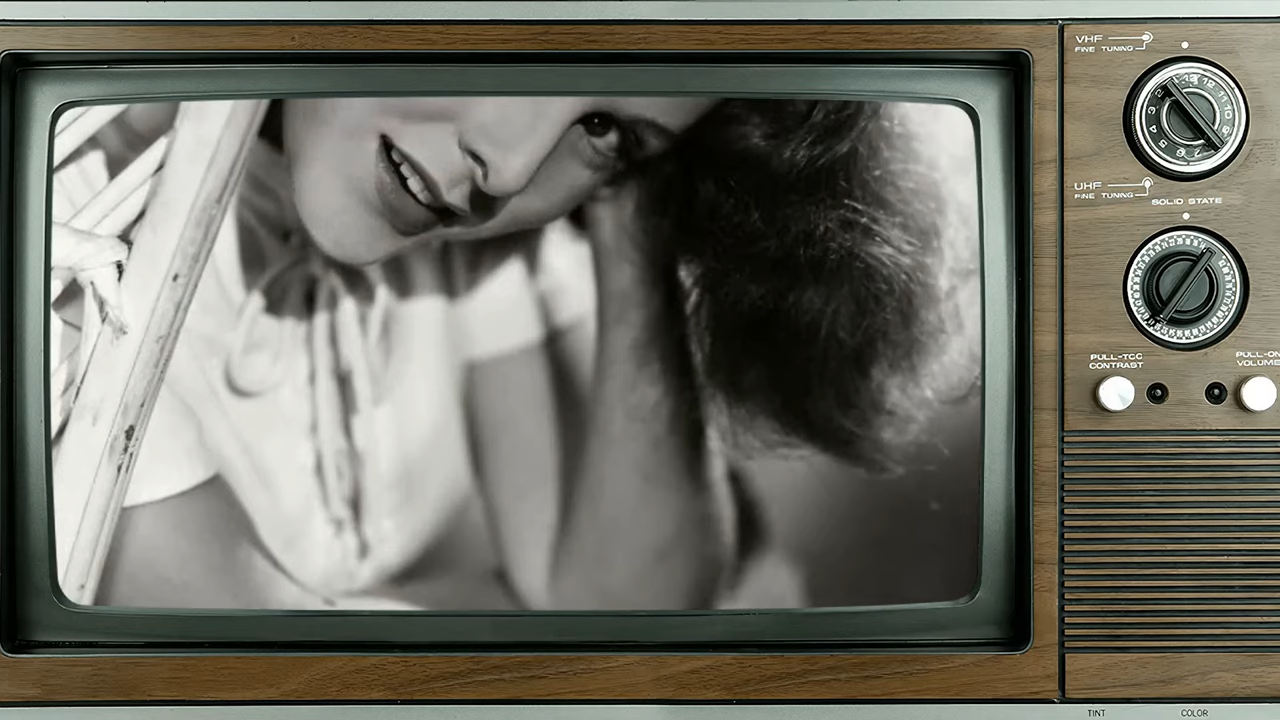 VHF
FINE TUNING
UHF
FINE TUNING
SOLID STATE
PULL-TCC
CONTRAST
PULL-ON
VOLUME
TINT
COLOR